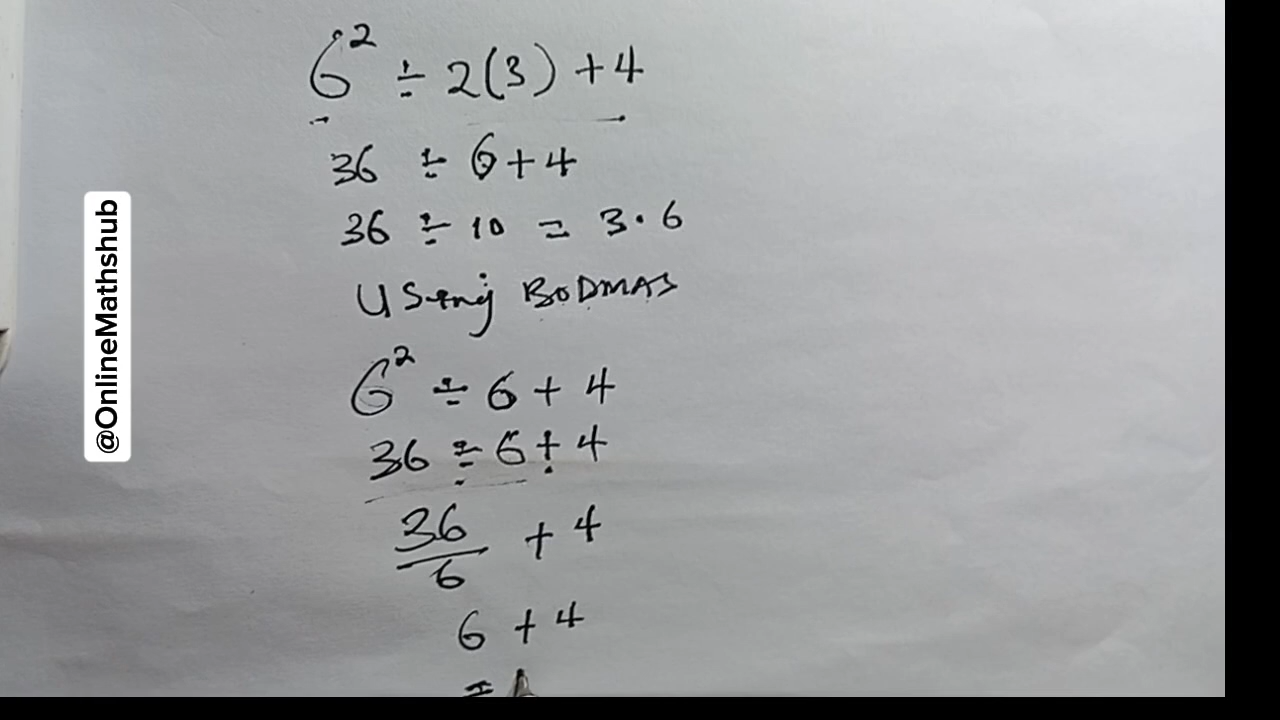 @OnlineMathshub
6² ÷ 2(3) + 4
36 ÷ 6 + 4
36 ÷ 10 = 3.6
Using BODMAS
6² ÷ 6 + 4
36 ÷ 6 + 4
36/6 + 4
6 + 4
=